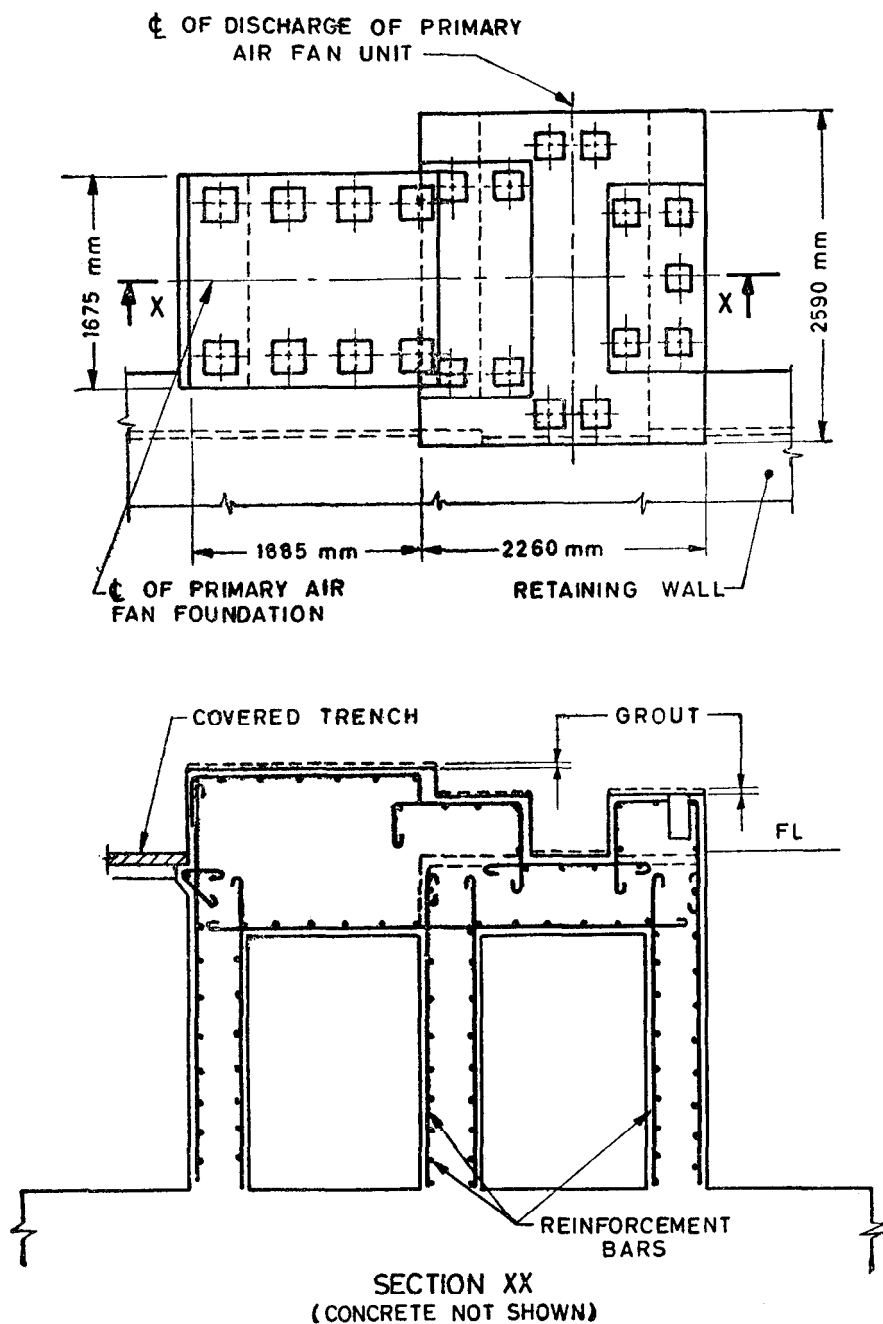 ℄ OF DISCHARGE OF PRIMARY
AIR FAN UNIT
1675 mm
2590 mm
X
X
1885 mm
2260 mm
℄ OF PRIMARY AIR
FAN FOUNDATION
RETAINING WALL
COVERED TRENCH
GROUT
FL
REINFORCEMENT
BARS
SECTION XX
(CONCRETE NOT SHOWN)